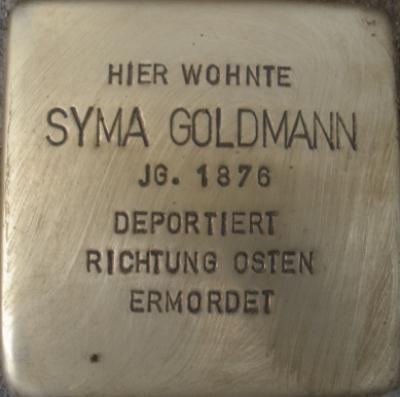 HIER WOHNTE
SYMA GOLDMANN
JG. 1876
DEPORTIERT
RICHTUNG OSTEN
ERMORDET